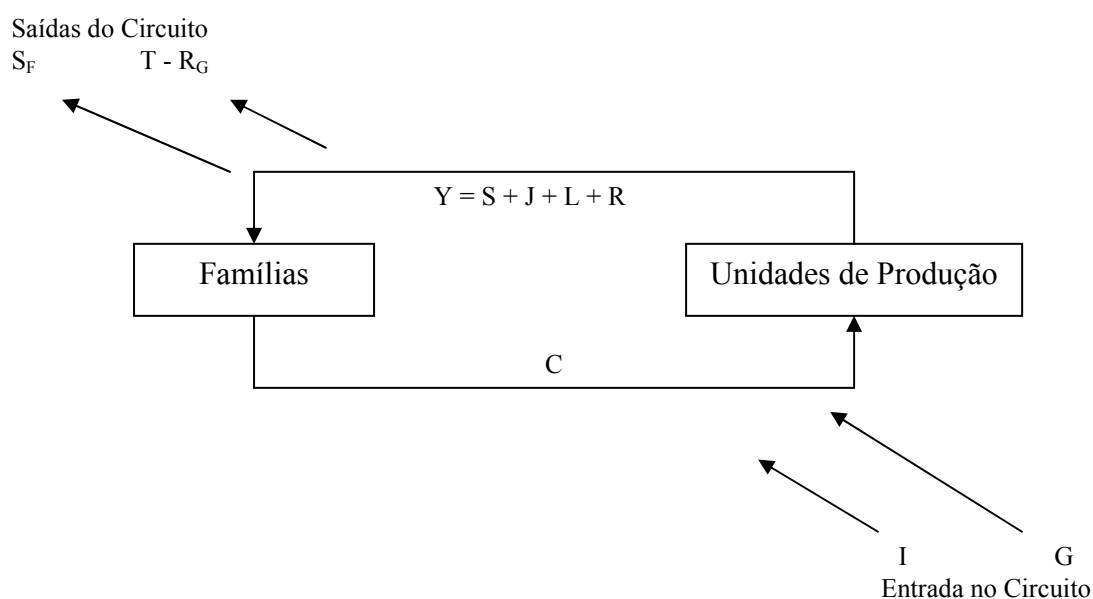 Saídas do Circuito
S_F T - R_G
Y = S + J + L + R
Famílias
Unidades de Produção
C
I G
Entrada no Circuito